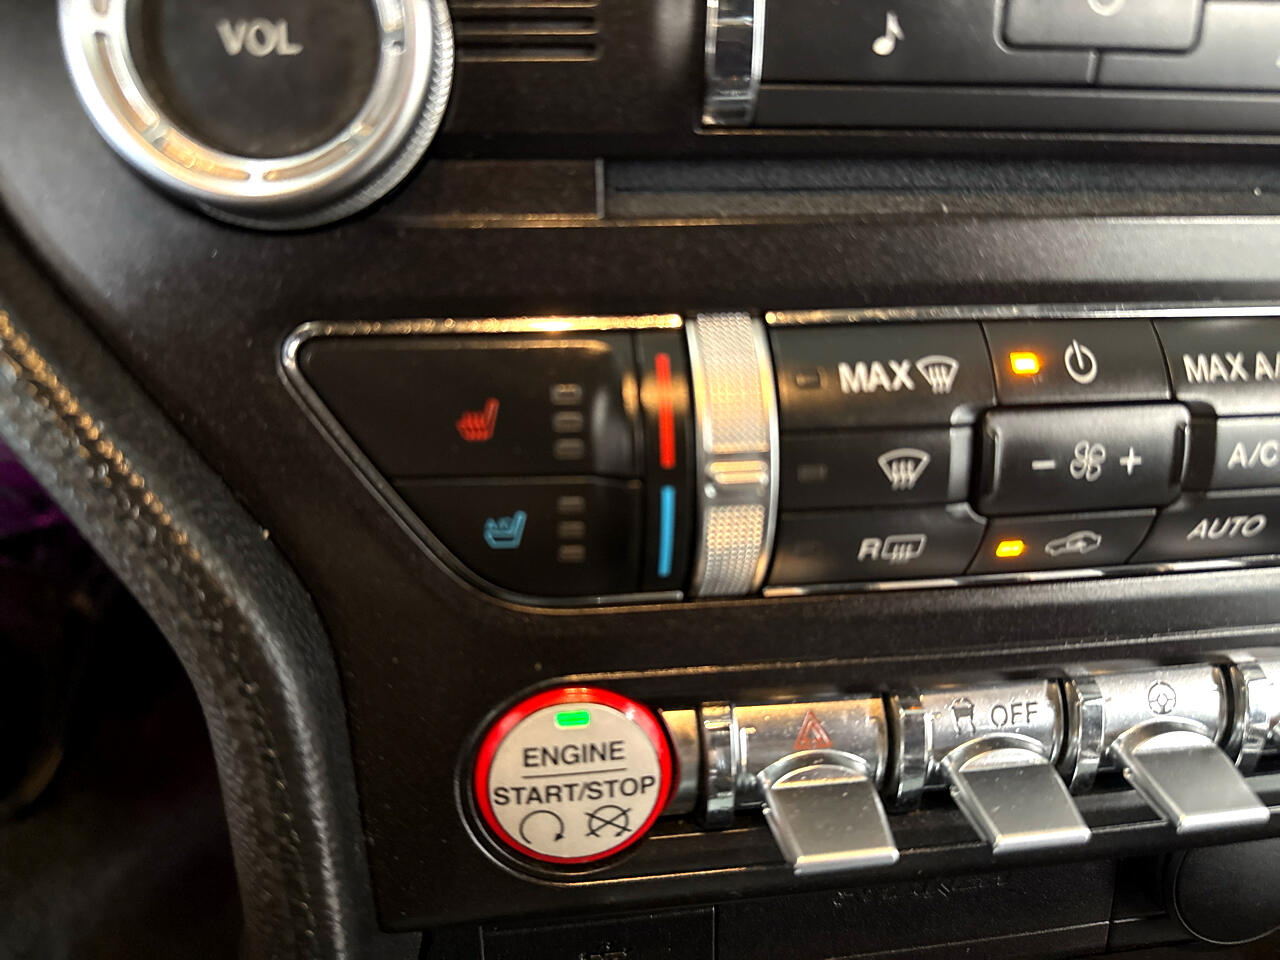 VOL
MAX
MAX A/
A/C
R
AUTO
ENGINE
START/STOP
OFF